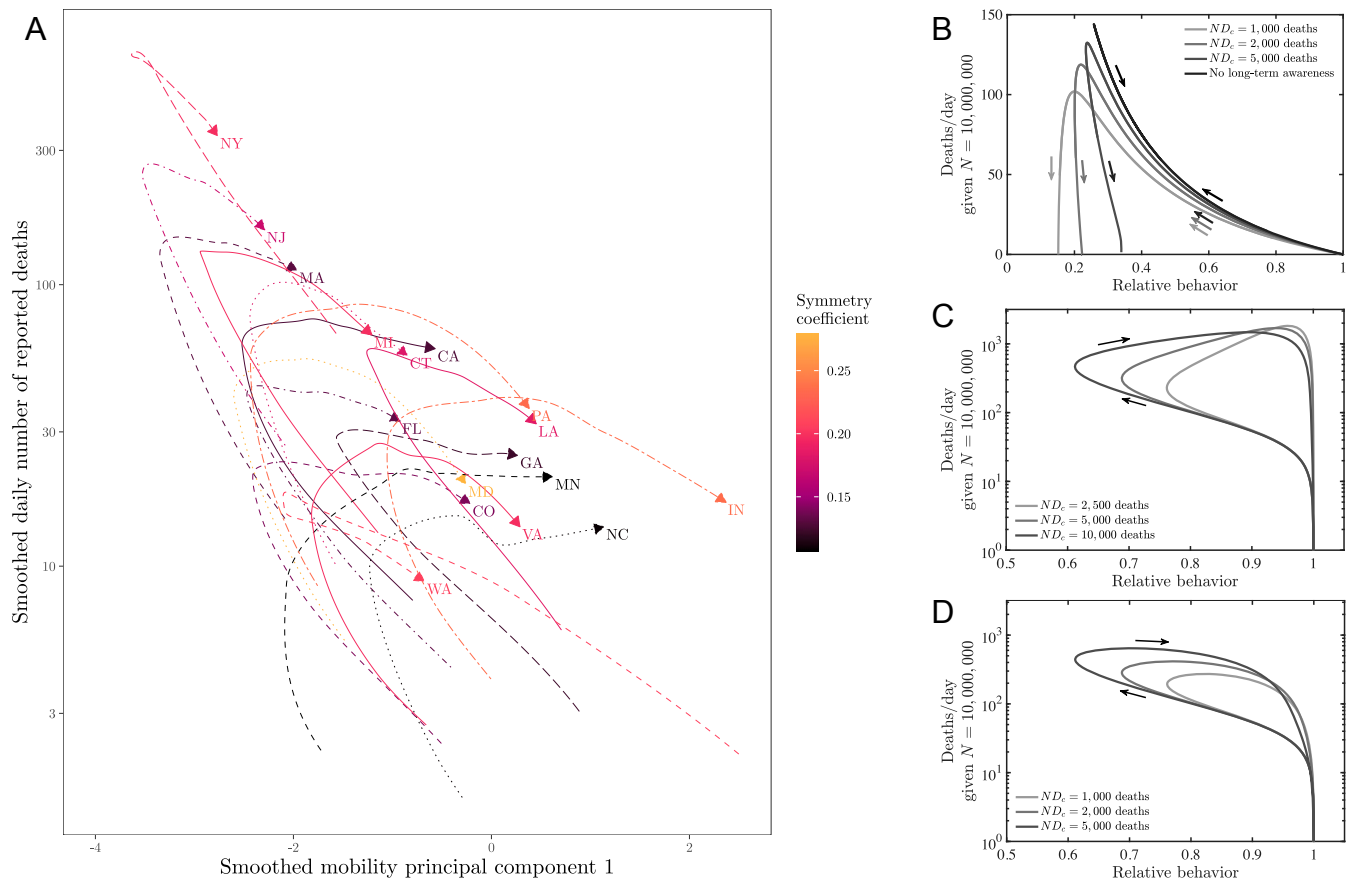 A
Smoothed daily number of reported deaths
300
100
30
10
3
-4
-2
0
2
Smoothed mobility principal component 1
NY
NJ
MA
MI
CT
CA
PA
LA
FL
GA
MN
MD
CO
IN
VA
NC
WA
Symmetry
coefficient
0.25
0.20
0.15
B
Deaths/day
given N = 10,000,000
150
100
50
0
0
0.2
0.4
0.6
0.8
1
Relative behavior
ND_c = 1,000 deaths
ND_c = 2,000 deaths
ND_c = 5,000 deaths
No long-term awareness
C
Deaths/day
given N = 10,000,000
10^3
10^2
10^1
10^0
0.5
0.6
0.7
0.8
0.9
1
Relative behavior
ND_c = 2,500 deaths
ND_c = 5,000 deaths
ND_c = 10,000 deaths
D
Deaths/day
given N = 10,000,000
10^3
10^2
10^1
10^0
0.5
0.6
0.7
0.8
0.9
1
Relative behavior
ND_c = 1,000 deaths
ND_c = 2,000 deaths
ND_c = 5,000 deaths